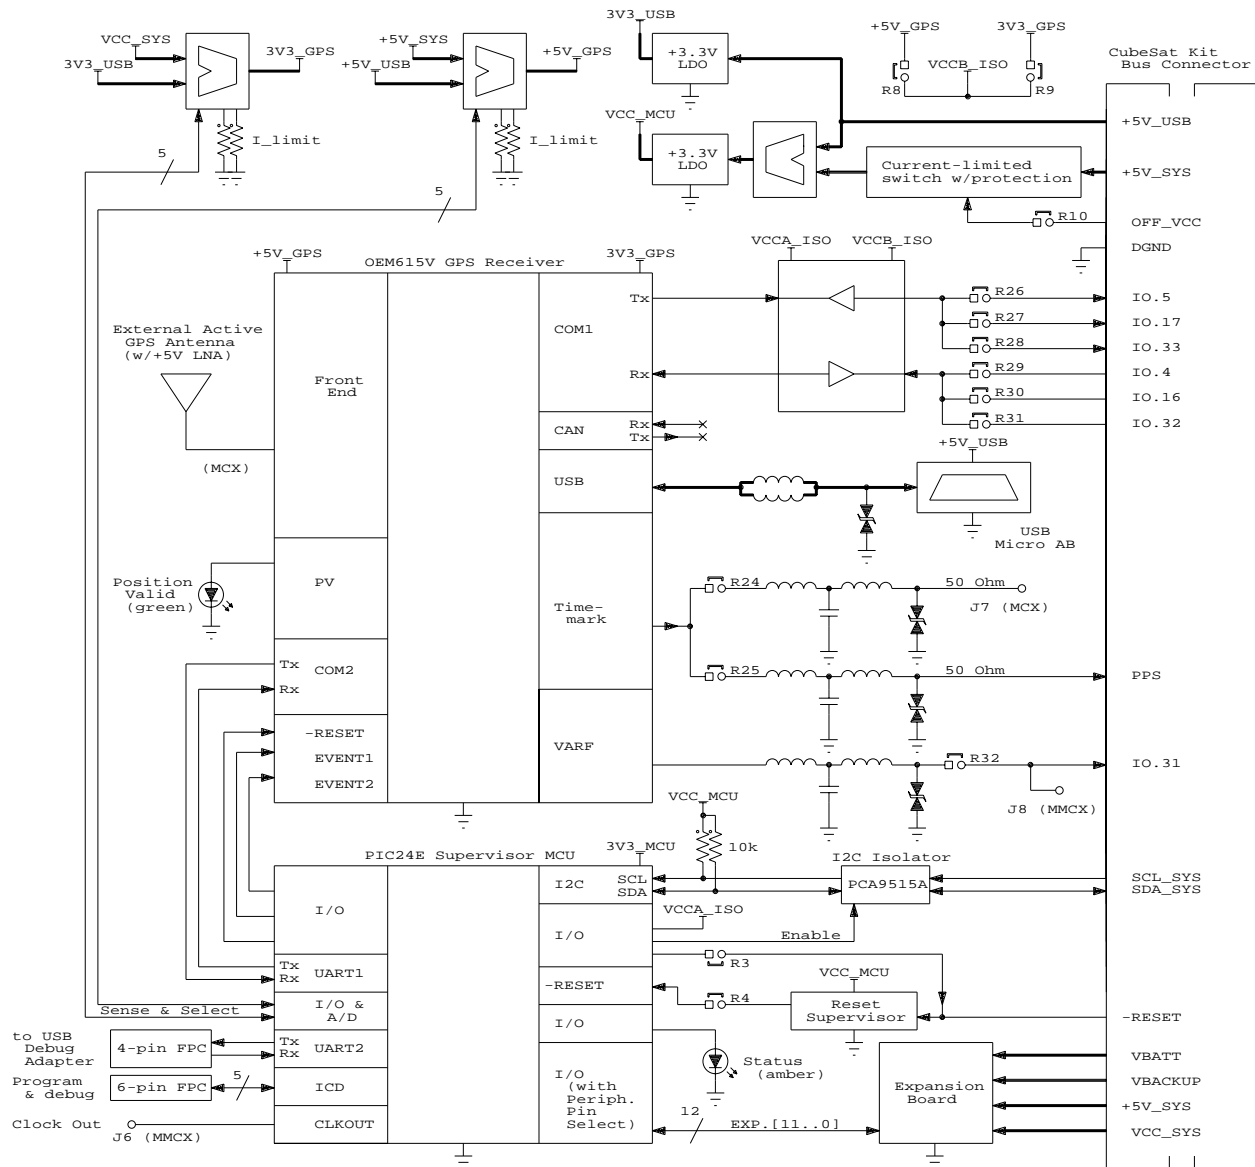 VCC_SYS
3V3_USB
3V3_GPS
I_limit
5
+5V_SYS
+5V_USB
+5V_GPS
I_limit
5
3V3_USB
+3.3V
LDO
VCC_MCU
+3.3V
LDO
+5V_GPS
3V3_GPS
VCCB_ISO
R8
R9
CubeSat Kit
Bus Connector
+5V_USB
Current-limited
switch w/protection
+5V_SYS
R10
OFF_VCC
DGND
+5V_GPS
OEM615V GPS Receiver
3V3_GPS
VCCA_ISO
VCCB_ISO
External Active
GPS Antenna
(w/+5V LNA)
(MCX)
Front
End
COM1
Tx
Rx
R26
IO.5
R27
IO.17
R28
IO.33
R29
IO.4
R30
IO.16
R31
IO.32
CAN
Rx
Tx
USB
+5V_USB
USB
Micro AB
Position
Valid
(green)
PV
Time-
mark
R24
50 Ohm
J7 (MCX)
R25
50 Ohm
PPS
Tx
COM2
Rx
-RESET
EVENT1
EVENT2
VARF
R32
IO.31
J8 (MMCX)
VCC_MCU
10k
PIC24E Supervisor MCU
3V3_MCU
I2C Isolator
I2C
SCL
SDA
PCA9515A
SCL_SYS
SDA_SYS
I/O
I/O
VCCA_ISO
Enable
R3
Tx
Rx
UART1
-RESET
R4
VCC_MCU
Reset
Supervisor
-RESET
Sense & Select
I/O &
A/D
I/O
Status
(amber)
to USB
Debug
Adapter
4-pin FPC
Tx
Rx
UART2
Program
& debug
6-pin FPC
5
ICD
I/O
(with
Periph.
Pin
Select)
Clock Out
J6 (MMCX)
CLKOUT
12
EXP.[11..0]
Expansion
Board
VBATT
VBACKUP
+5V_SYS
VCC_SYS